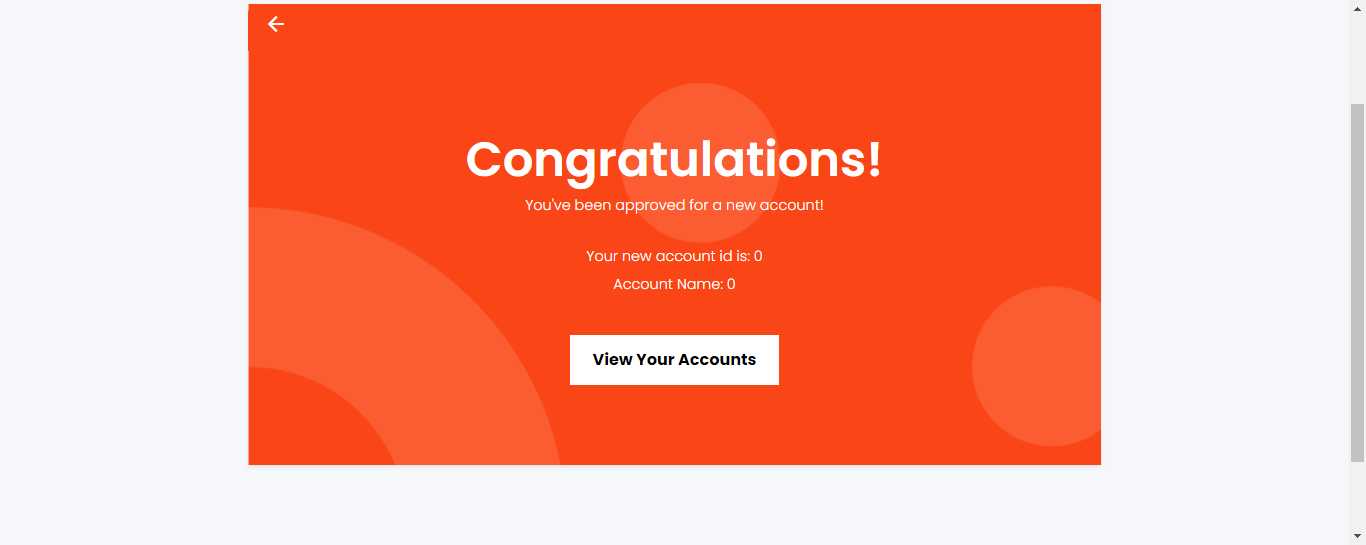 Congratulations!
You've been approved for a new account!
Your new account id is: 0
Account Name: 0
View Your Accounts